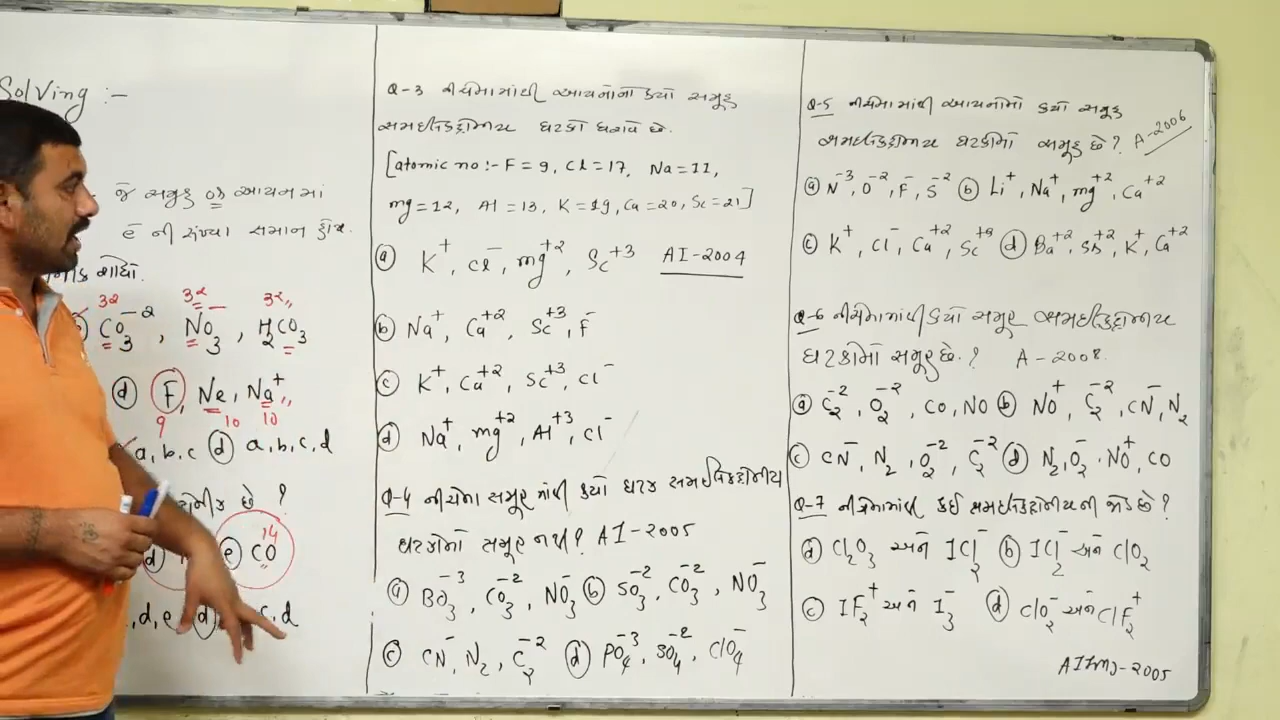 Solving :-
જે સમૂહ કે આયનમાં
ē ની સંખ્યા સમાન હોય.
શોધો.
32 32 32
CO₃⁻², NO₃⁻, H₂CO₃
ⓓ F, Ne, Na⁺
9 10 10
a, b, c ⓓ a, b, c, d
છે ?
ⓓ ⓔ CO 14
, d, e ⓓ c, d
Q-3 નીચેનામાંથી આયનોનો કયો સમૂહ
સમઇલેક્ટ્રોનિય ઘટકો ધરાવે છે.
[atomic no :- F = 9, Cl = 17, Na = 11,
mg = 12, Al = 13, K = 19, Ca = 20, Sc = 21]
ⓐ K⁺, Cl⁻, mg⁺², Sc⁺³ AI-2004
ⓑ Na⁺, Ca⁺², Sc⁺³, F⁻
ⓒ K⁺, Ca⁺², Sc⁺³, Cl⁻
ⓓ Na⁺, mg⁺², Al⁺³, Cl⁻
Q-4 નીચેના સમૂહ માંથી કયો ઘટક સમઇલેક્ટ્રોનીય
ઘટકોનો સમૂહ નથી? AI-2005
ⓐ BO₃⁻³, CO₃⁻², NO₃⁻ ⓑ SO₃⁻², CO₃⁻², NO₃⁻
ⓒ CN⁻, N₂, C₂⁻² ⓓ PO₄⁻³, SO₄⁻², ClO₄⁻
Q-5 નીચેનામાંથી આયનોનો કયો સમૂહ
સમઇલેક્ટ્રોનિય ઘટકોનો સમૂહ છે? A-2006
ⓐ N⁻³, O⁻², F⁻, S⁻² ⓑ Li⁺, Na⁺, mg⁺², Ca⁺²
ⓒ K⁺, Cl⁻, Ca⁺², Sc⁺³ ⓓ Ba⁺², Sr⁺², K⁺, Ca⁺²
Q-6 નીચેનામાંથી કયો સમૂહ સમઇલેક્ટ્રોનીય
ઘટકોનો સમૂહ છે.? A-2008.
ⓐ C₂⁻², O₂⁻², CO, NO ⓑ NO⁺, C₂⁻², CN⁻, N₂
ⓒ CN⁻, N₂, O₂⁻², C₂⁻² ⓓ N₂, O₂⁻, NO⁺, CO
Q-7 નીચેનામાંથી કઈ સમઇલેક્ટ્રોનીયની જોડ છે?
ⓐ Cl₂O₃ અને ICl₂⁻ ⓑ ICl₂⁻ અને ClO₂
ⓒ IF₂⁺ અને I₃⁻ ⓓ ClO₂⁻ અને ClF₂⁺
AIIMS-2005